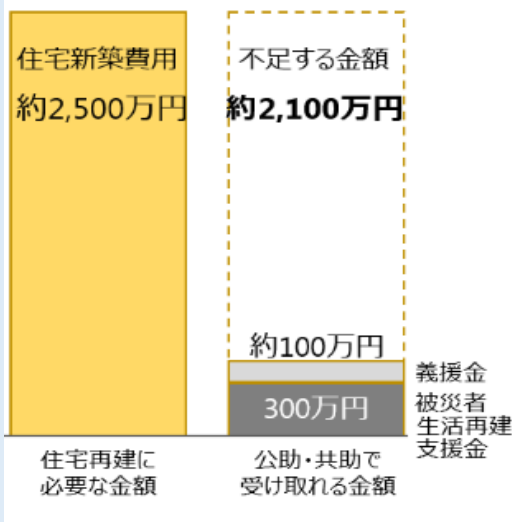 住宅新築費用
約2,500万円
不足する金額
約2,100万円
約100万円
義援金
300万円
被災者
生活再建
支援金
住宅再建に
必要な金額
公助・共助で
受け取れる金額